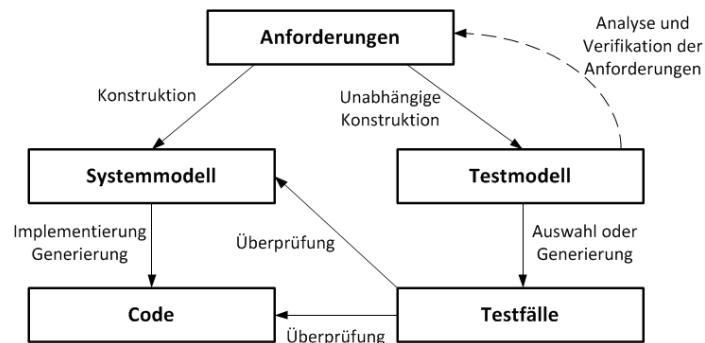 Anforderungen
Analyse und
Verifikation der
Anforderungen
Konstruktion
Unabhängige
Konstruktion
Systemmodell
Testmodell
Implementierung
Generierung
Überprüfung
Auswahl oder
Generierung
Code
Testfälle
Überprüfung